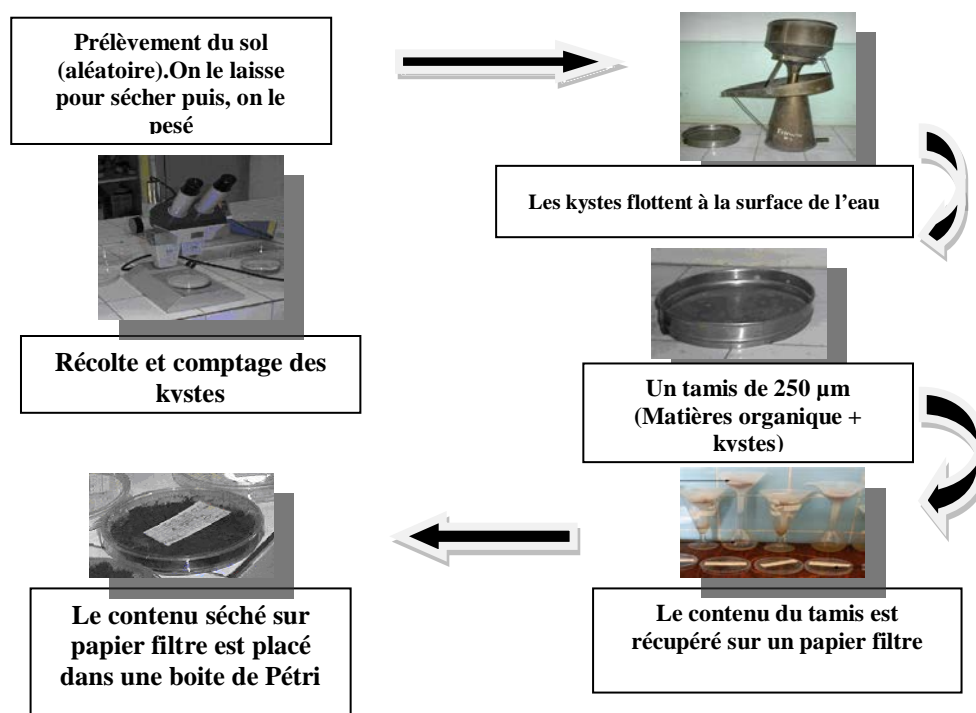 Prélèvement du sol
(aléatoire).On le laisse
pour sécher puis, on le
pesé
Les kystes flottent à la surface de l’eau
Un tamis de 250 µm
(Matières organique +
kystes)
Le contenu du tamis est
récupéré sur un papier filtre
Le contenu séché sur
papier filtre est placé
dans une boite de Pétri
Récolte et comptage des
kystes